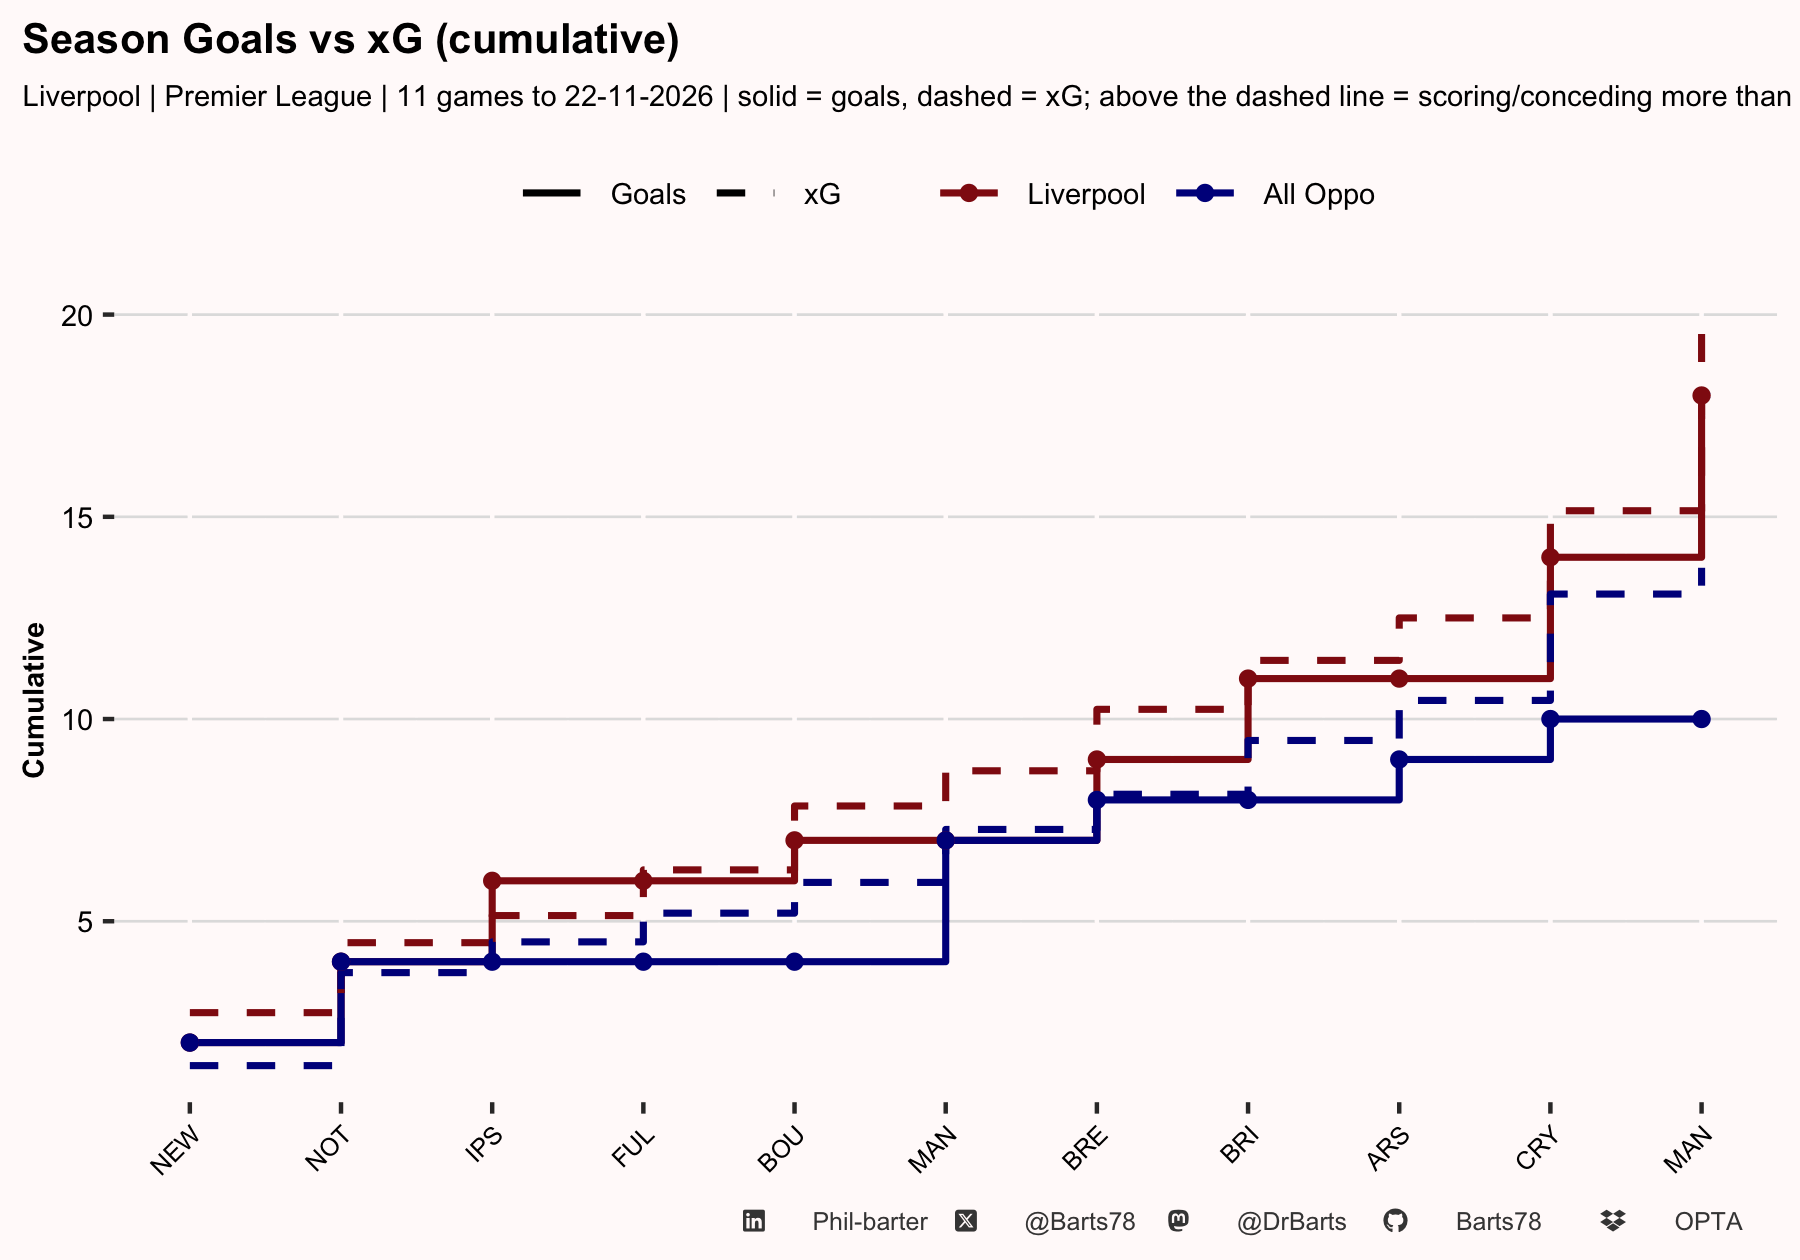 Season Goals vs xG (cumulative)
Liverpool | Premier League | 11 games to 22-11-2026 | solid = goals, dashed = xG; above the dashed line = scoring/conceding more than
Goals xG Liverpool All Oppo
20
15
10
5
Cumulative
NEW NOT IPS FUL BOU MAN BRE BRI ARS CRY MAN
Phil-barter @Barts78 @DrBarts Barts78 OPTA